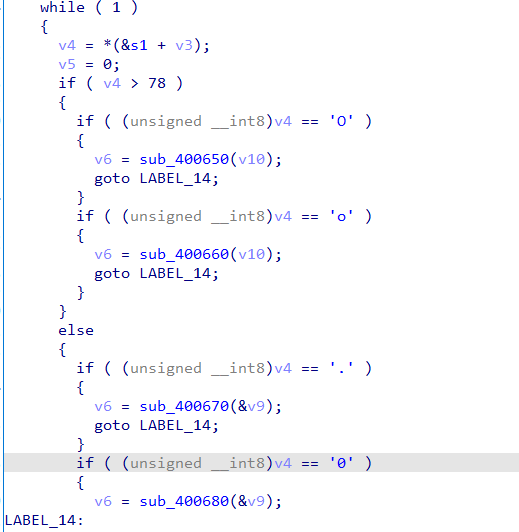 while ( 1 )
{
v4 = *(&s1 + v3);
v5 = 0;
if ( v4 > 78 )
{
if ( (unsigned __int8)v4 == 'O' )
{
v6 = sub_400650(v10);
goto LABEL_14;
}
if ( (unsigned __int8)v4 == 'o' )
{
v6 = sub_400660(v10);
goto LABEL_14;
}
}
else
{
if ( (unsigned __int8)v4 == '.' )
{
v6 = sub_400670(&v9);
goto LABEL_14;
}
if ( (unsigned __int8)v4 == '0' )
{
v6 = sub_400680(&v9);
LABEL_14: